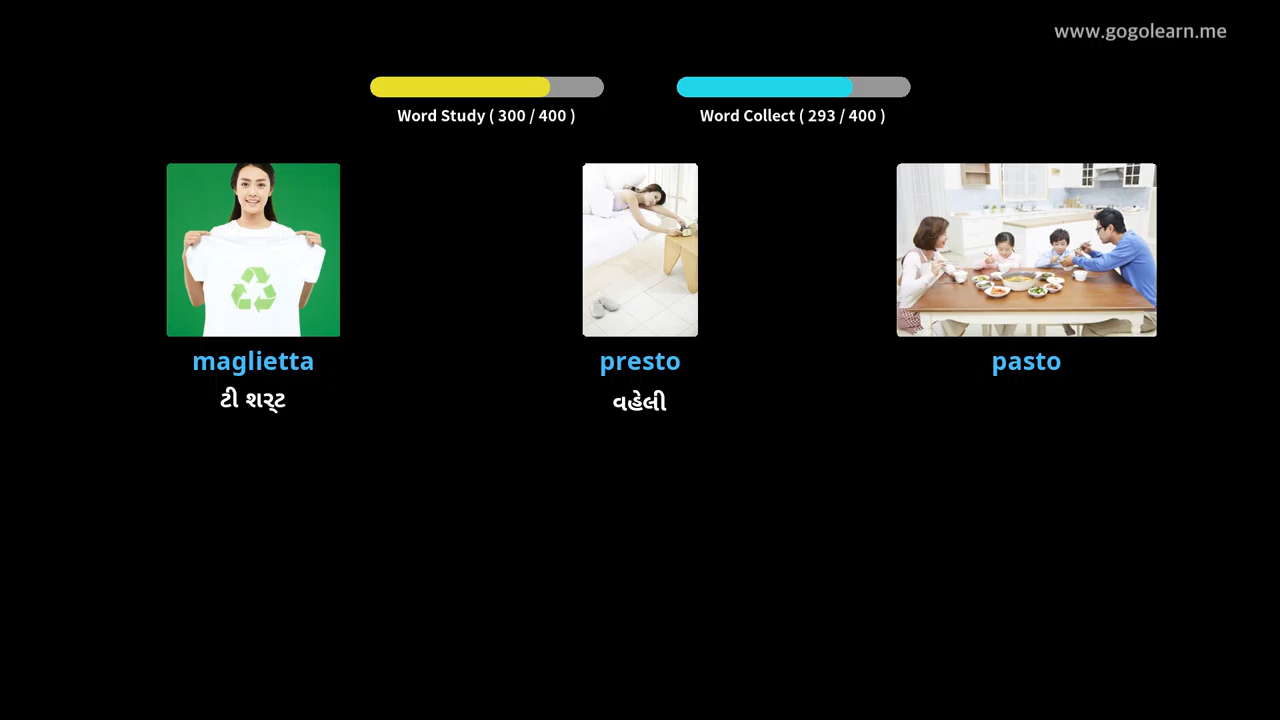 www.gogolearn.me
Word Study ( 300 / 400 )
Word Collect ( 293 / 400 )
maglietta
presto
pasto
ટી શર્ટ
વહેલી